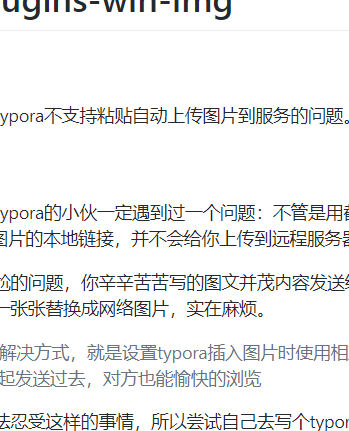 ugins-win-img
ypora不支持粘贴自动上传图片到服务的问题。
ypora的小伙一定遇到过一个问题：不管是用
图片的本地链接，并不会给你上传到远程服务器
的问题，你辛辛苦苦写的图文并茂内容发送
一张张替换成网络图片，实在麻烦。
解决方式，就是设置typora插入图片时使用相
起发送过去，对方也能愉快的浏览
法忍受这样的事情，所以尝试自己去写个typor